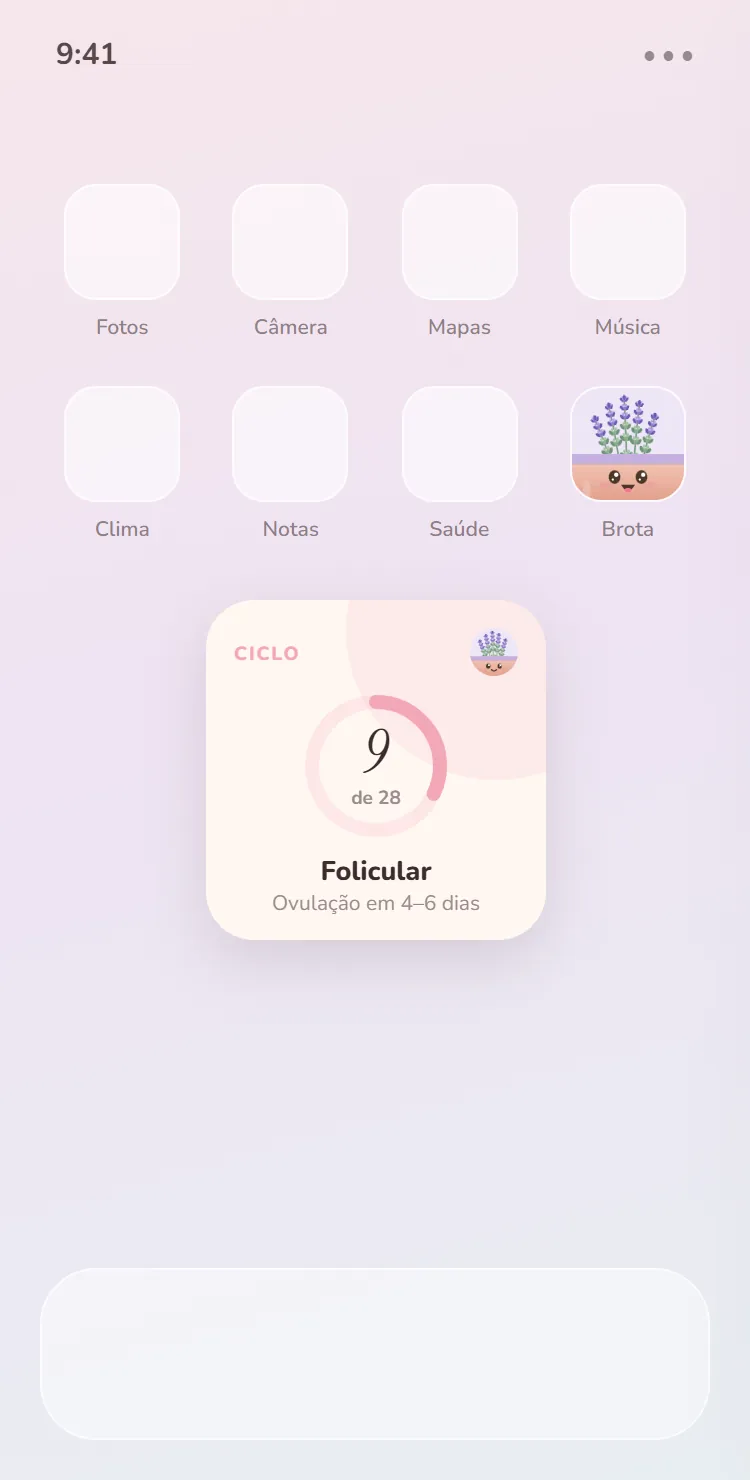 9:41
Fotos Câmera Mapas Música
Clima Notas Saúde Brota
CICLO
9
de 28
Folicular
Ovulação em 4–6 dias